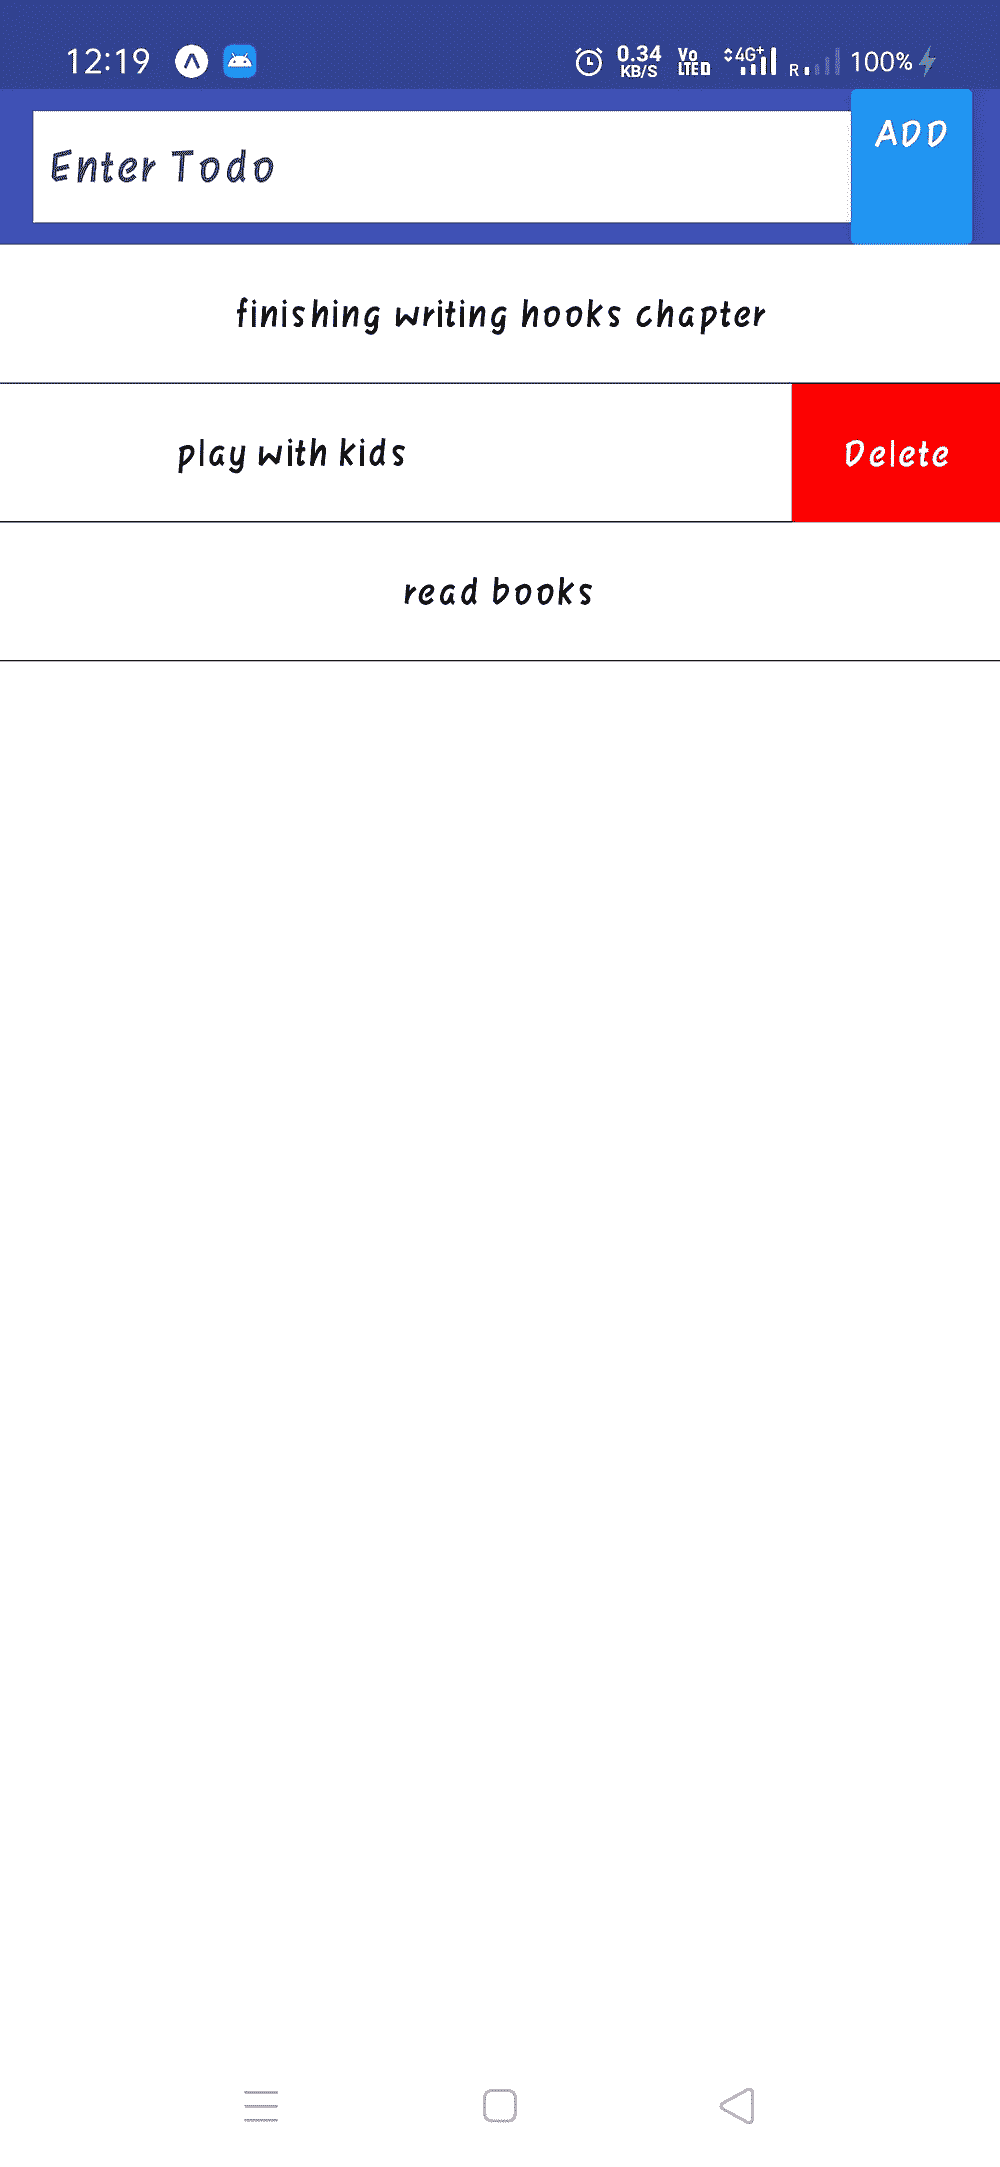 12:19 0.34 KB/S Vo LTE D 4G+ R 100%
Enter Todo ADD
finishing writing hooks chapter
play with kids Delete
read books